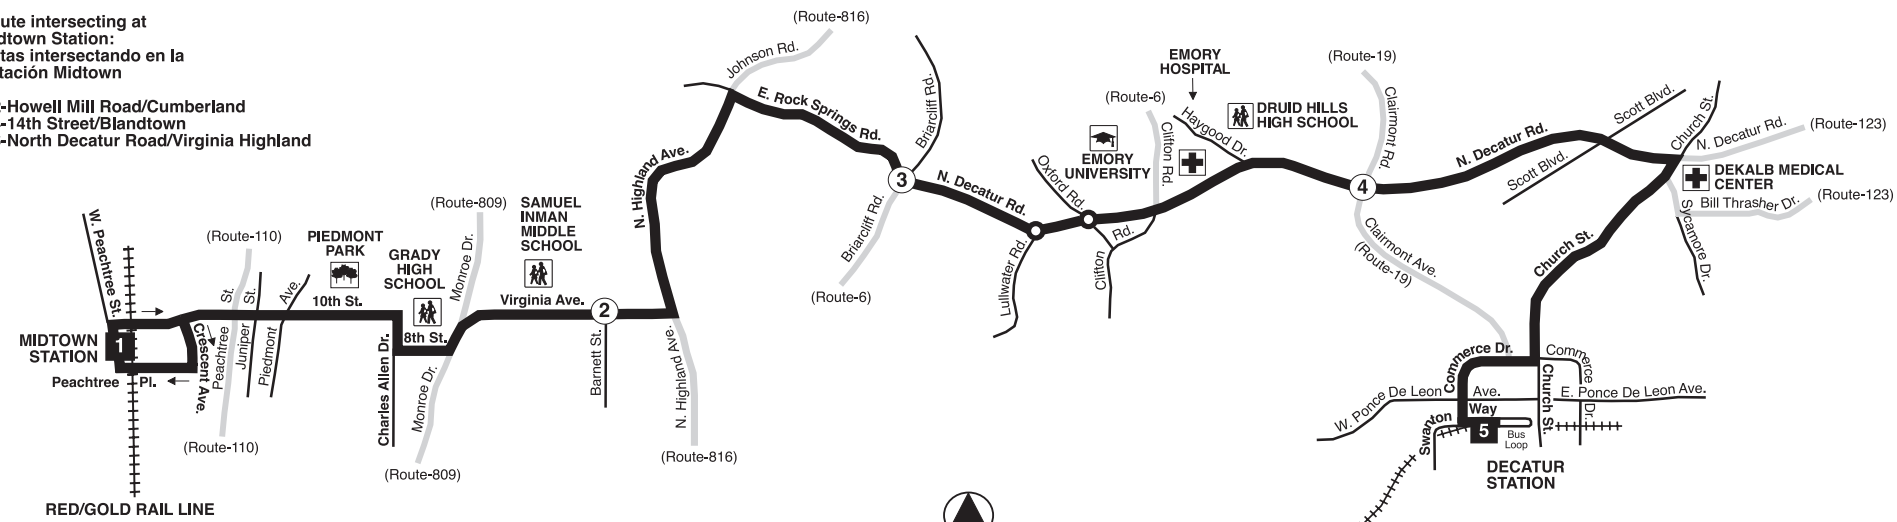 ute intersecting at
dtown Station:
tas intersectando en la
tación Midtown
-Howell Mill Road/Cumberland
-14th Street/Blandtown
-North Decatur Road/Virginia Highland
W. Peachtree St.
MIDTOWN
STATION
1
Peachtree Pl.
RED/GOLD RAIL LINE
Crescent Ave.
(Route-110)
Peachtree St.
(Route-110)
Juniper St.
Piedmont Ave.
PIEDMONT
PARK
10th St.
GRADY
HIGH
SCHOOL
8th St.
Charles Allen Dr.
(Route-809)
Monroe Dr.
Monroe Dr.
(Route-809)
SAMUEL
INMAN
MIDDLE
SCHOOL
Virginia Ave.
2
Barnett St.
N. Highland Ave.
N. Highland Ave.
(Route-816)
(Route-816)
Johnson Rd.
E. Rock Springs Rd.
Briarcliff Rd.
3
Briarcliff Rd.
(Route-6)
N. Decatur Rd.
Lullwater Rd.
Oxford Rd.
EMORY
UNIVERSITY
(Route-6)
Clifton Rd.
Clifton Rd.
EMORY
HOSPITAL
Haygood Dr.
DRUID HILLS
HIGH SCHOOL
(Route-19)
Clairmont Rd.
4
Clairmont Ave.
(Route-19)
N. Decatur Rd.
Scott Blvd.
Scott Blvd.
Church St.
N. Decatur Rd.
(Route-123)
DEKALB MEDICAL
CENTER
Bill Thrasher Dr.
(Route-123)
Sycamore Dr.
Church St.
Commerce Dr.
Commerce Dr.
Church St.
W. Ponce De Leon Ave.
E. Ponce De Leon Ave.
Swanton Way
5
Bus
Loop
DECATUR
STATION